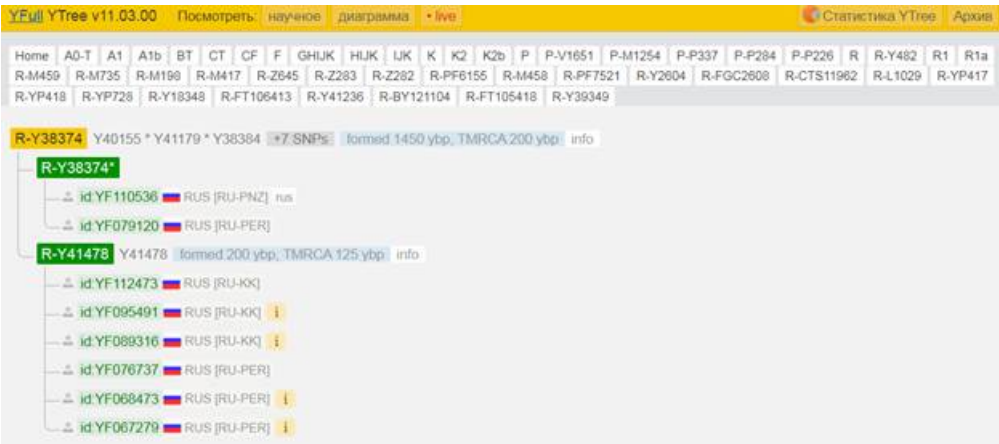 YFull YTree v11.03.00 Посмотреть: научное диаграмма • live Статистика YTree Архив
Home A0-T A1 A1b BT CT CF F GHIJK HIJK IJK K K2 K2b P P-V1651 P-M1254 P-P337 P-P284 P-P226 R R-Y482 R1 R1a
R-M459 R-M735 R-M198 R-M417 R-Z645 R-Z283 R-Z282 R-PF6155 R-M458 R-PF7521 R-Y2604 R-FGC2608 R-CTS11962 R-L1029 R-YP417
R-YP418 R-YP728 R-Y18348 R-FT106413 R-Y41236 R-BY121104 R-FT105418 R-Y39349
R-Y38374 Y40155 * Y41179 * Y38384 +7 SNPs formed 1450 ybp, TMRCA 200 ybp info
R-Y38374*
id:YF110536 RUS [RU-PNZ] rus
id:YF079120 RUS [RU-PER]
R-Y41478 Y41478 formed 200 ybp, TMRCA 125 ybp info
id:YF112473 RUS [RU-KK]
id:YF095491 RUS [RU-KK] i
id:YF089316 RUS [RU-KK] i
id:YF076737 RUS [RU-PER]
id:YF068473 RUS [RU-PER] i
id:YF067279 RUS [RU-PER] i